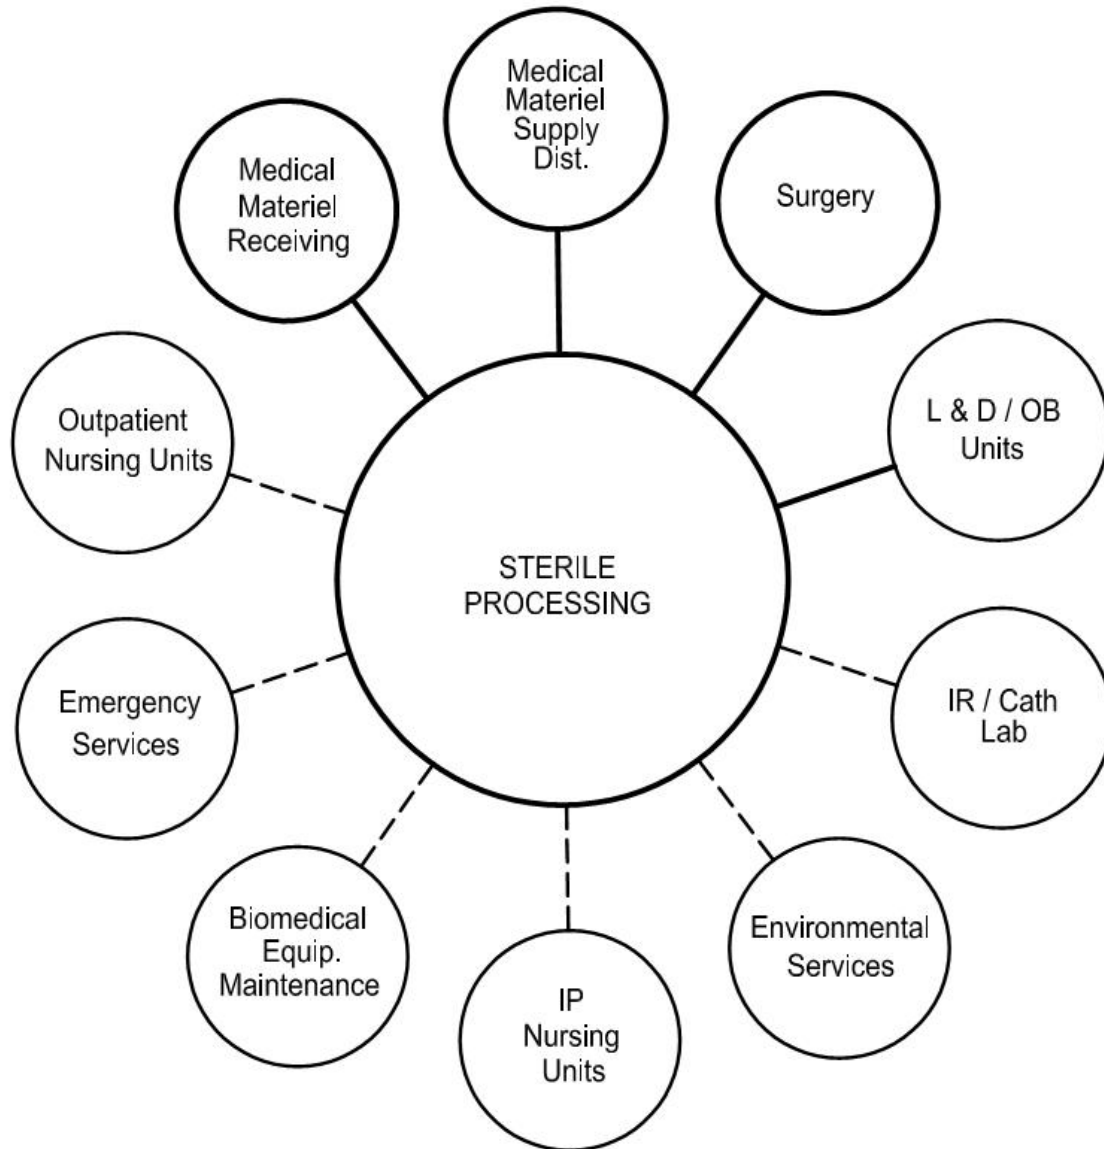 Medical
Materiel
Supply
Dist.
Medical
Materiel
Receiving
Surgery
Outpatient
Nursing Units
L & D / OB
Units
STERILE
PROCESSING
Emergency
Services
IR / Cath
Lab
Biomedical
Equip.
Maintenance
Environmental
Services
IP
Nursing
Units